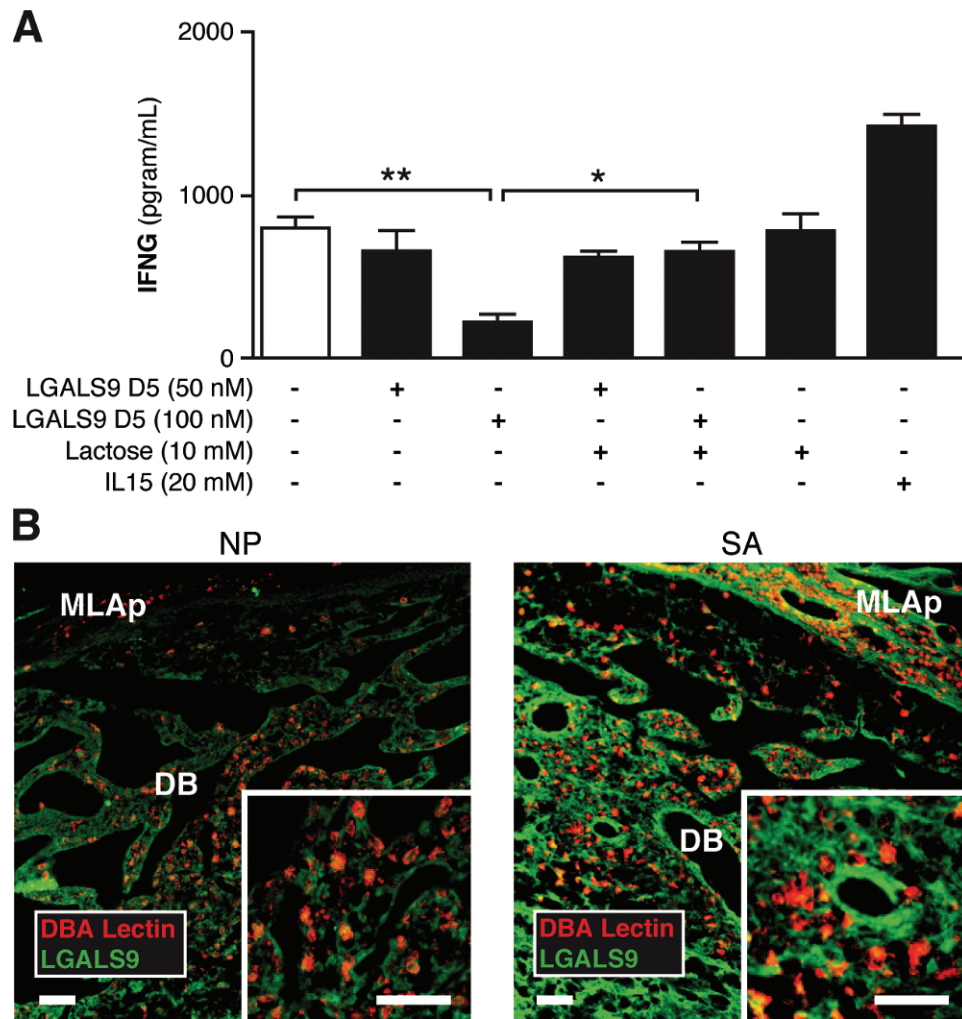 A
2000
1000
0
IFNG (pgram/mL)
**
*
LGALS9 D5 (50 nM) - + - + - - -
LGALS9 D5 (100 nM) - - + - + - -
Lactose (10 mM) - - - + + + -
IL15 (20 mM) - - - - - - +
B
NP
SA
MLAp
DB
DBA Lectin
LGALS9
MLAp
DB
DBA Lectin
LGALS9